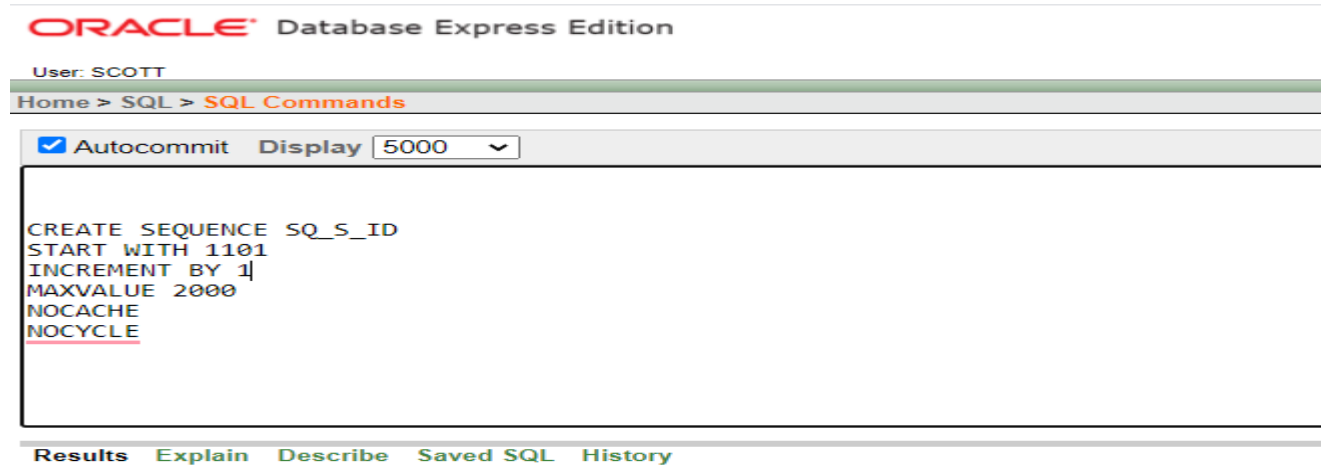 ORACLE Database Express Edition
User: SCOTT
Home > SQL > SQL Commands
Autocommit Display 5000
CREATE SEQUENCE SQ_S_ID
START WITH 1101
INCREMENT BY 1
MAXVALUE 2000
NOCACHE
NOCYCLE
Results Explain Describe Saved SQL History